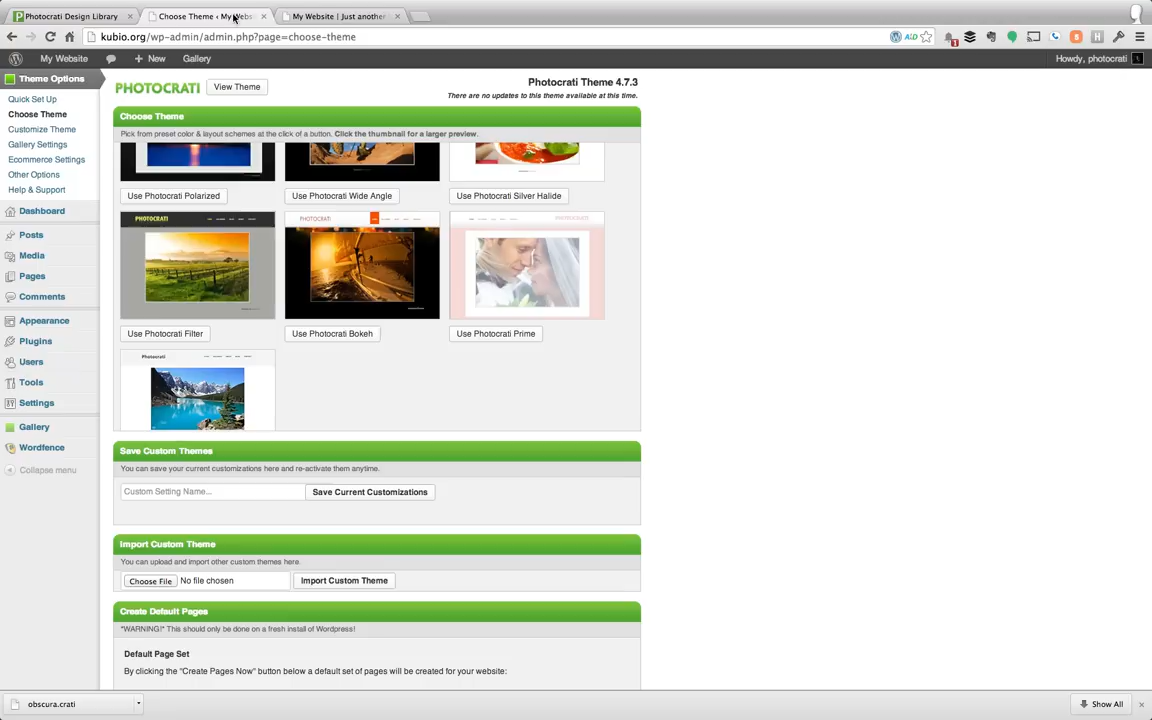 Photocrati Design Library
Choose Theme ‹ My Webs
My Website | Just another
kubio.org/wp-admin/admin.php?page=choose-theme
My Website
+ New
Gallery
Howdy, photocrati
Theme Options
Quick Set Up
Choose Theme
Customize Theme
Gallery Settings
Ecommerce Settings
Other Options
Help & Support
Dashboard
Posts
Media
Pages
Comments
Appearance
Plugins
Users
Tools
Settings
Gallery
Wordfence
Collapse menu
PHOTOCRATI
View Theme
Photocrati Theme 4.7.3
There are no updates to this theme available at this time.
Choose Theme
Pick from preset color & layout schemes at the click of a button. Click the thumbnail for a larger preview.
Use Photocrati Polarized
Use Photocrati Wide Angle
Use Photocrati Silver Halide
PHOTOCRATI
PHOTOCRATI
PHOTOCRATI
Use Photocrati Filter
Use Photocrati Bokeh
Use Photocrati Prime
Photocrati
Save Custom Themes
You can save your current customizations here and re-activate them anytime.
Custom Setting Name...
Save Current Customizations
Import Custom Theme
You can upload and import other custom themes here.
Choose File
No file chosen
Import Custom Theme
Create Default Pages
*WARNING!* This should only be done on a fresh install of Wordpress!
Default Page Set
By clicking the "Create Pages Now" button below a default set of pages will be created for your website:
obscura.crati
Show All